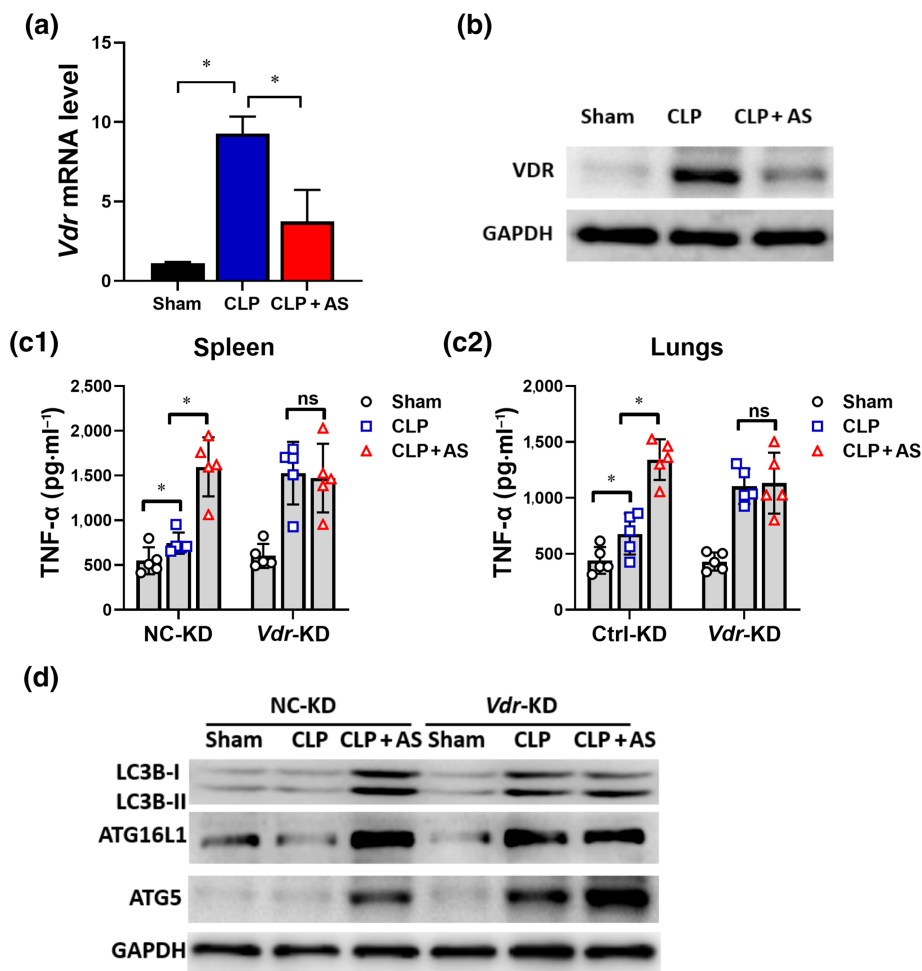 (a)
Vdr mRNA level
15
10
5
0
*
*
Sham
CLP
CLP + AS
(b)
Sham CLP CLP + AS
VDR
GAPDH
(c1)
Spleen
TNF-α (pg·ml⁻¹)
2,500
2,000
1,500
1,000
500
0
*
*
ns
Sham
CLP
CLP + AS
NC-KD
Vdr-KD
(c2)
Lungs
TNF-α (pg·ml⁻¹)
2,000
1,500
1,000
500
0
*
*
ns
Sham
CLP
CLP + AS
Ctrl-KD
Vdr-KD
(d)
NC-KD Vdr-KD
Sham CLP CLP + AS Sham CLP CLP + AS
LC3B-I
LC3B-II
ATG16L1
ATG5
GAPDH